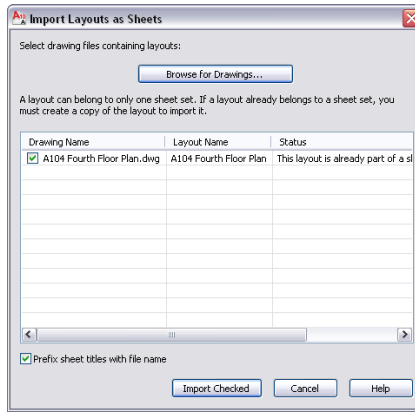 Import Layouts as Sheets
Select drawing files containing layouts:
Browse for Drawings...
A layout can belong to only one sheet set. If a layout already belongs to a sheet set, you
must create a copy of the layout to import it.
Drawing Name Layout Name Status
A104 Fourth Floor Plan.dwg A104 Fourth Floor Plan This layout is already part of a sl
Prefix sheet titles with file name
Import Checked Cancel Help